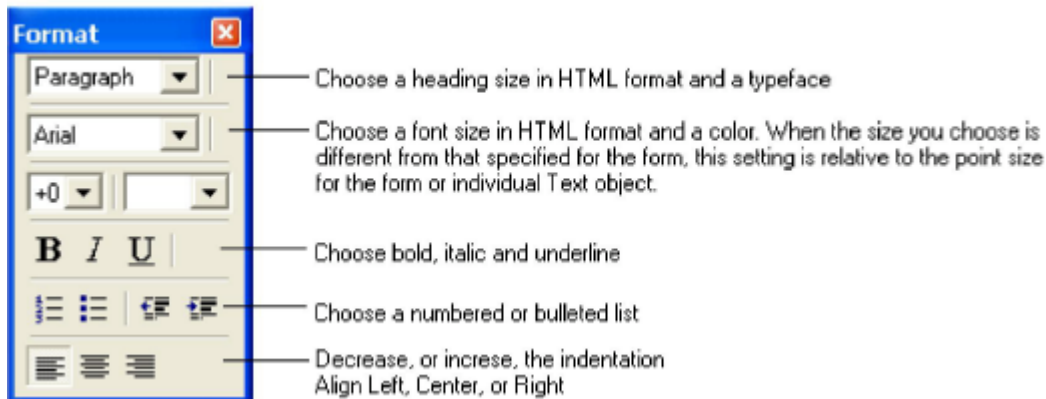 Format
Paragraph
Choose a heading size in HTML format and a typeface
Arial
Choose a font size in HTML format and a color. When the size you choose is
different from that specified for the form, this setting is relative to the point size
for the form or individual Text object.
+0
B I U
Choose bold, italic and underline
Choose a numbered or bulleted list
Decrease, or increse, the indentation
Align Left, Center, or Right